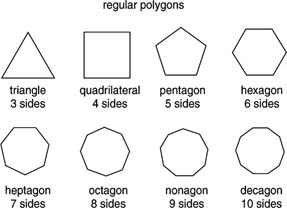 regular polygons
triangle quadrilateral pentagon hexagon
3 sides 4 sides 5 sides 6 sides
heptagon octagon nonagon decagon
7 sides 8 sides 9 sides 10 sides